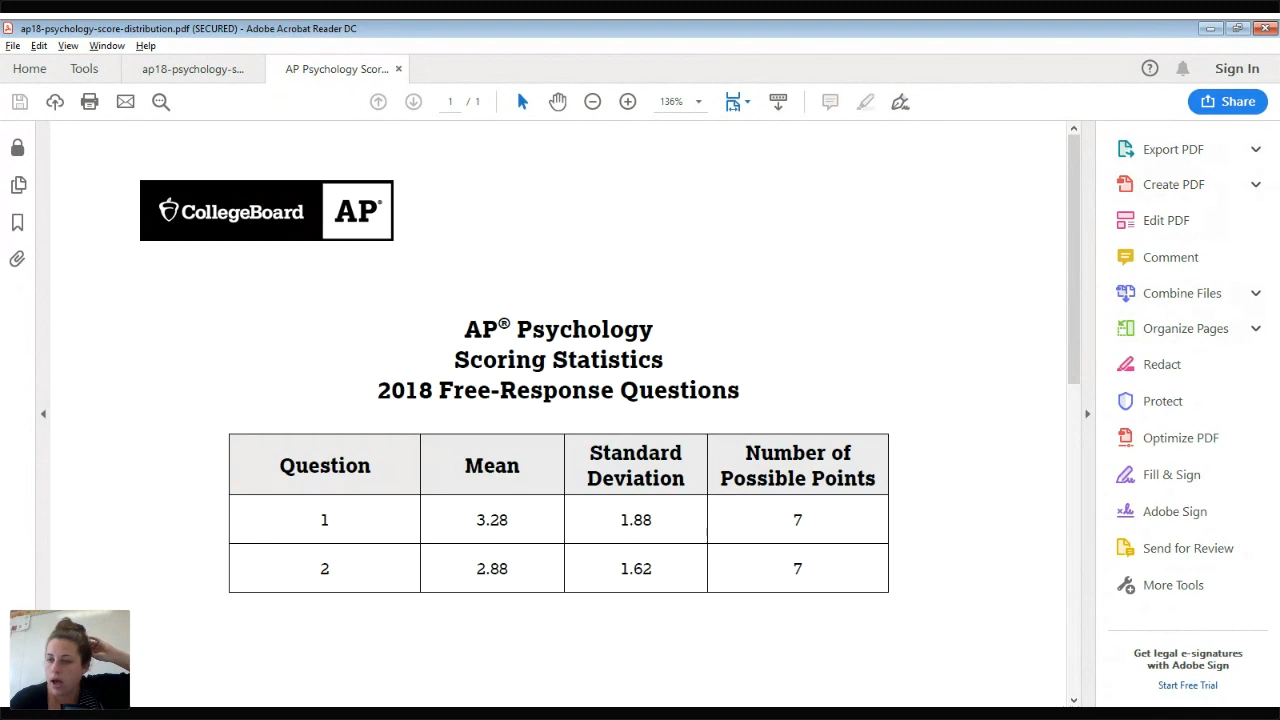 ap18-psychology-score-distribution.pdf (SECURED) - Adobe Acrobat Reader DC
File Edit View Window Help
Home Tools ap18-psychology-s... AP Psychology Scor... × ? Sign In
1 / 1 136% Share
CollegeBoard AP®
AP® Psychology
Scoring Statistics
2018 Free-Response Questions
Question Mean Standard Deviation Number of Possible Points
1 3.28 1.88 7
2 2.88 1.62 7
Export PDF
Create PDF
Edit PDF
Comment
Combine Files
Organize Pages
Redact
Protect
Optimize PDF
Fill & Sign
Adobe Sign
Send for Review
More Tools
Get legal e-signatures
with Adobe Sign
Start Free Trial